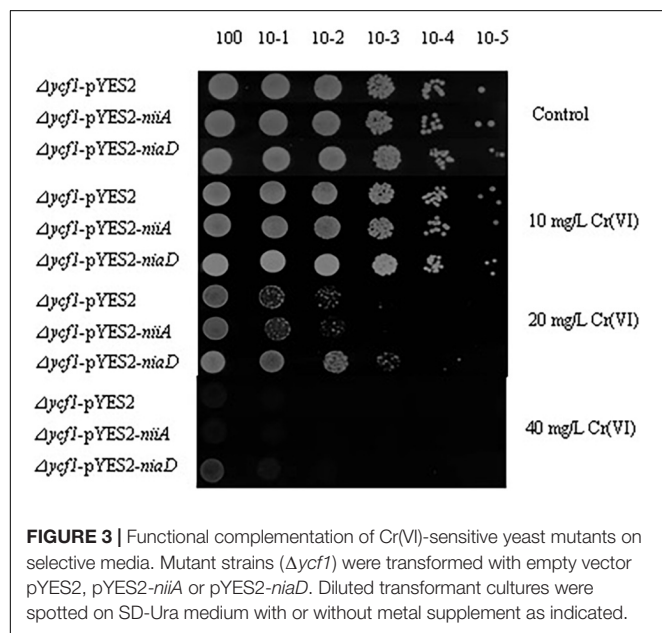 100 10-1 10-2 10-3 10-4 10-5
Δycf1-pYES2
Δycf1-pYES2-niiA
Δycf1-pYES2-niaD
Control
Δycf1-pYES2
Δycf1-pYES2-niiA
Δycf1-pYES2-niaD
10 mg/L Cr(VI)
Δycf1-pYES2
Δycf1-pYES2-niiA
Δycf1-pYES2-niaD
20 mg/L Cr(VI)
Δycf1-pYES2
Δycf1-pYES2-niiA
Δycf1-pYES2-niaD
40 mg/L Cr(VI)
FIGURE 3 | Functional complementation of Cr(VI)-sensitive yeast mutants on
selective media. Mutant strains (Δycf1) were transformed with empty vector
pYES2, pYES2-niiA or pYES2-niaD. Diluted transformant cultures were
spotted on SD-Ura medium with or without metal supplement as indicated.